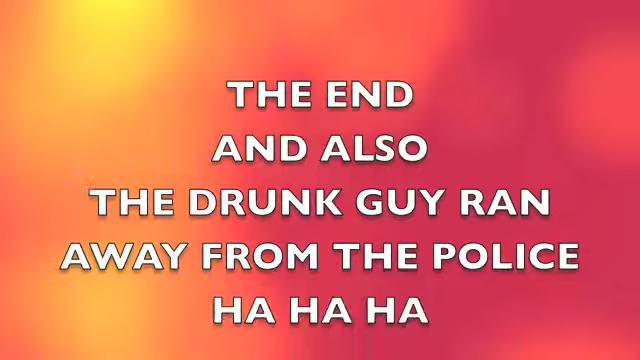 THE END
AND ALSO
THE DRUNK GUY RAN
AWAY FROM THE POLICE
HA HA HA